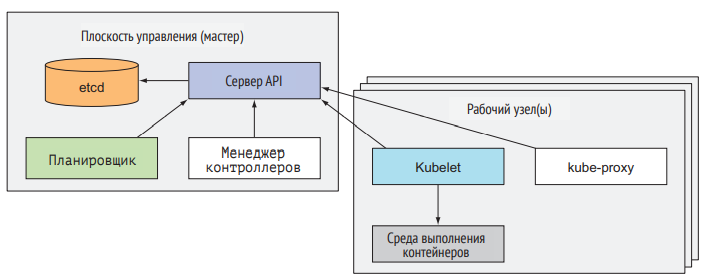 Плоскость управления (мастер)
etcd
Сервер API
Планировщик
Менеджер
контроллеров
Рабочий узел(ы)
Kubelet
kube-proxy
Среда выполнения
контейнеров